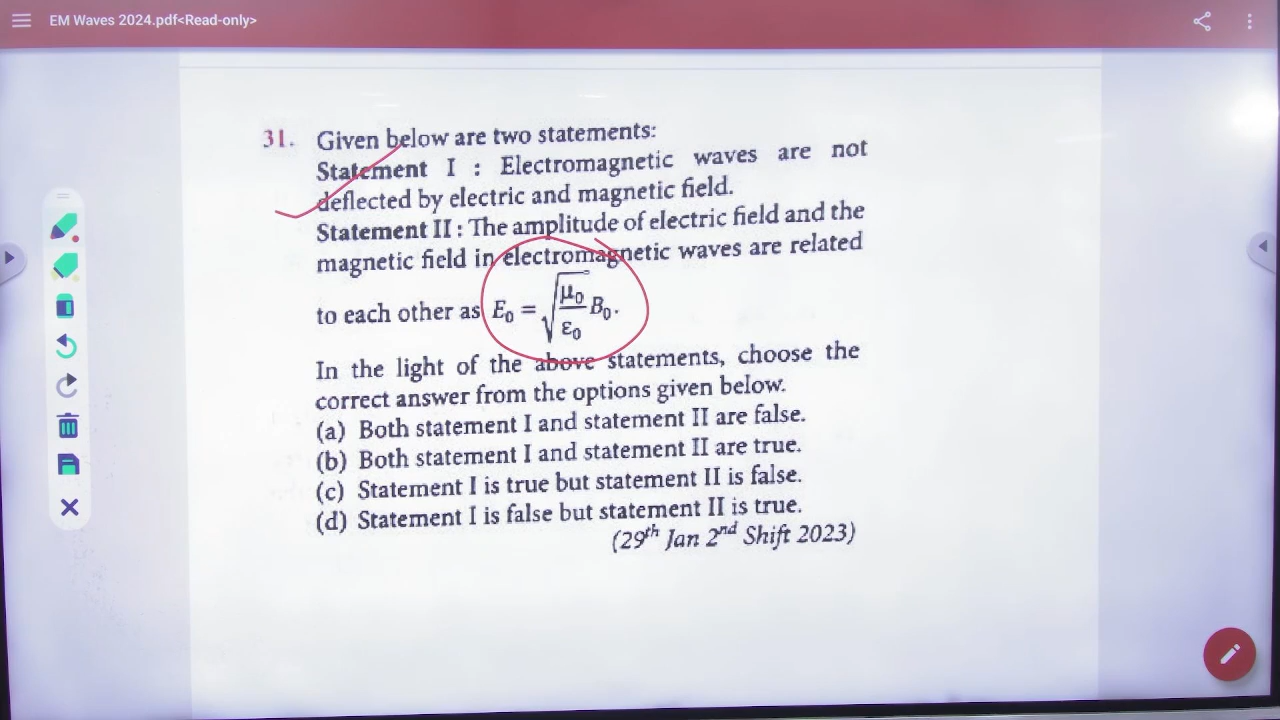 EM Waves 2024.pdf<Read-only>
31. Given below are two statements:
Statement I : Electromagnetic waves are not
deflected by electric and magnetic field.
Statement II : The amplitude of electric field and the
magnetic field in electromagnetic waves are related
to each other as E₀ = √(μ₀/ε₀) B₀.
In the light of the above statements, choose the
correct answer from the options given below.
(a) Both statement I and statement II are false.
(b) Both statement I and statement II are true.
(c) Statement I is true but statement II is false.
(d) Statement I is false but statement II is true.
(29th Jan 2nd Shift 2023)